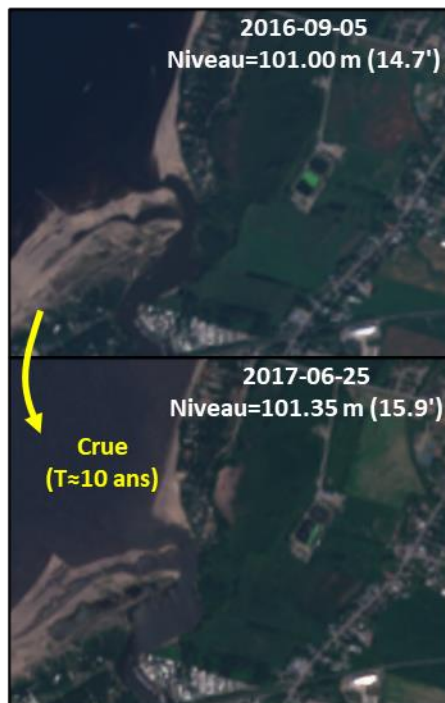 2016-09-05
Niveau=101.00 m (14.7')
2017-06-25
Niveau=101.35 m (15.9')
Crue
(T≈10 ans)